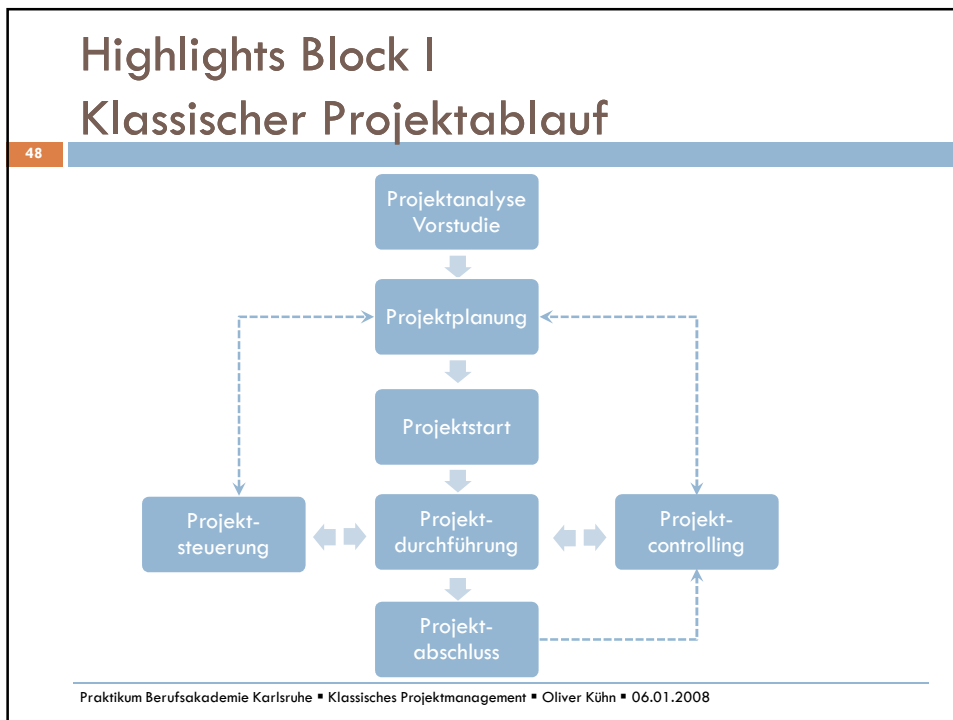 Highlights Block I
Klassischer Projektablauf
48
Projektanalyse
Vorstudie
Projektplanung
Projektstart
Projekt-
steuerung
Projekt-
durchführung
Projekt-
controlling
Projekt-
abschluss
Praktikum Berufsakademie Karlsruhe ▪ Klassisches Projektmanagement ▪ Oliver Kühn ▪ 06.01.2008